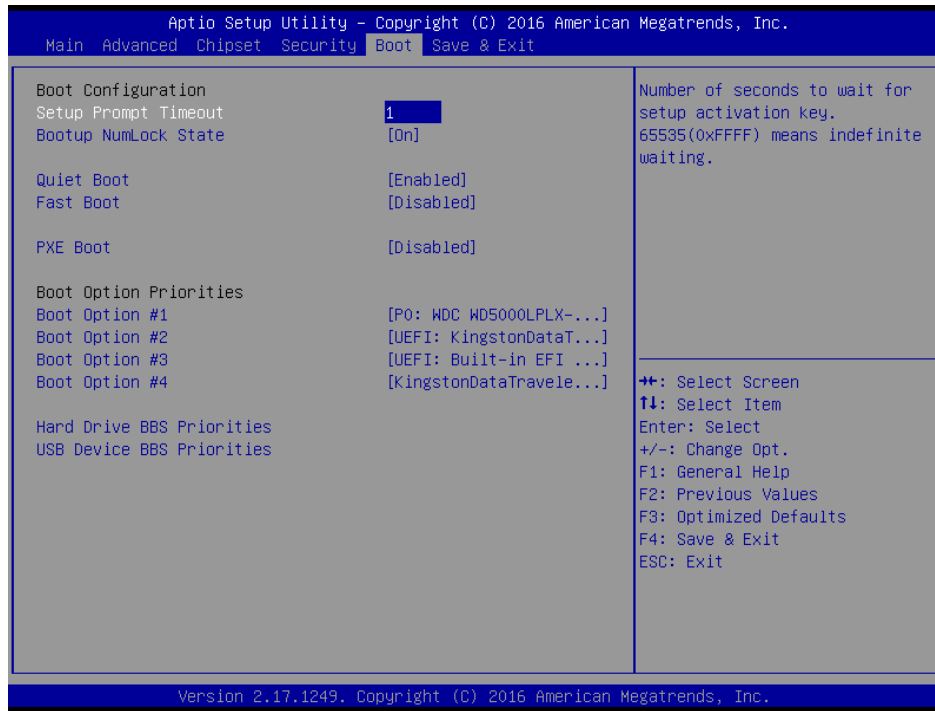 Aptio Setup Utility – Copyright (C) 2016 American Megatrends, Inc.
Main Advanced Chipset Security Boot Save & Exit
Boot Configuration
Setup Prompt Timeout 1
Bootup NumLock State [On]
Quiet Boot [Enabled]
Fast Boot [Disabled]
PXE Boot [Disabled]
Boot Option Priorities
Boot Option #1 [P0: WDC WD5000LPLX-...]
Boot Option #2 [UEFI: KingstonDataT...]
Boot Option #3 [UEFI: Built-in EFI ...]
Boot Option #4 [KingstonDataTravele...]
Hard Drive BBS Priorities
USB Device BBS Priorities
Number of seconds to wait for
setup activation key.
65535(0xFFFF) means indefinite
waiting.
→←: Select Screen
↑↓: Select Item
Enter: Select
+/-: Change Opt.
F1: General Help
F2: Previous Values
F3: Optimized Defaults
F4: Save & Exit
ESC: Exit
Version 2.17.1249. Copyright (C) 2016 American Megatrends, Inc.